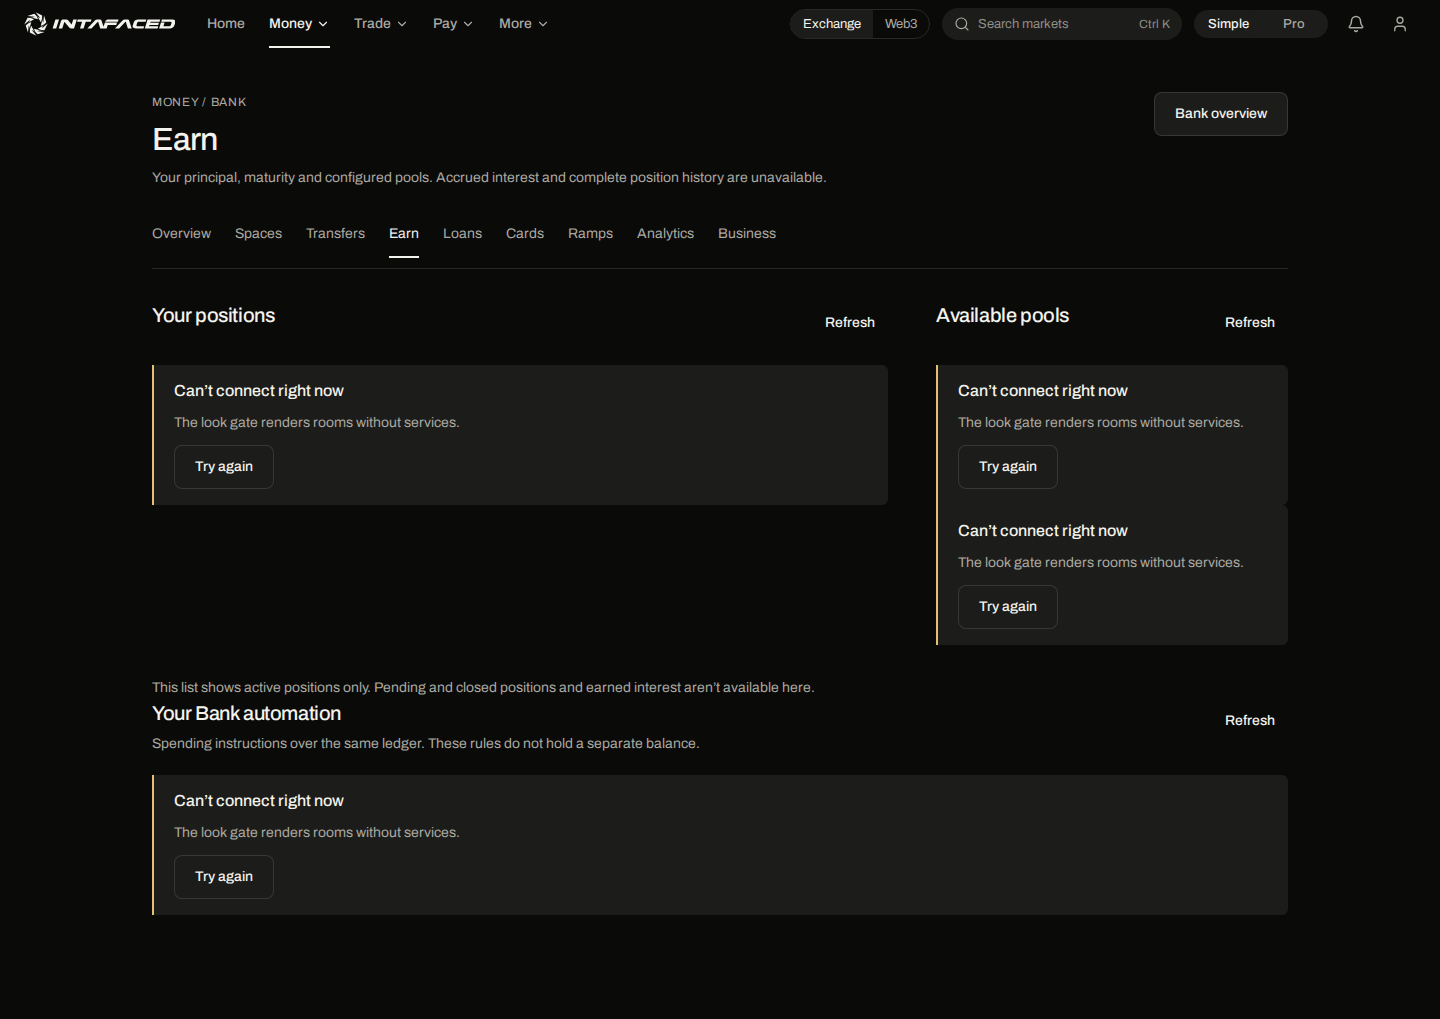 INTAFACED Home Money Trade Pay More Exchange Web3 Search markets Ctrl K Simple Pro
MONEY / BANK
Bank overview
Earn
Your principal, maturity and configured pools. Accrued interest and complete position history are unavailable.
Overview Spaces Transfers Earn Loans Cards Ramps Analytics Business
Your positions
Refresh
Can’t connect right now
The look gate renders rooms without services.
Try again
Available pools
Refresh
Can’t connect right now
The look gate renders rooms without services.
Try again
Can’t connect right now
The look gate renders rooms without services.
Try again
This list shows active positions only. Pending and closed positions and earned interest aren’t available here.
Your Bank automation
Refresh
Spending instructions over the same ledger. These rules do not hold a separate balance.
Can’t connect right now
The look gate renders rooms without services.
Try again